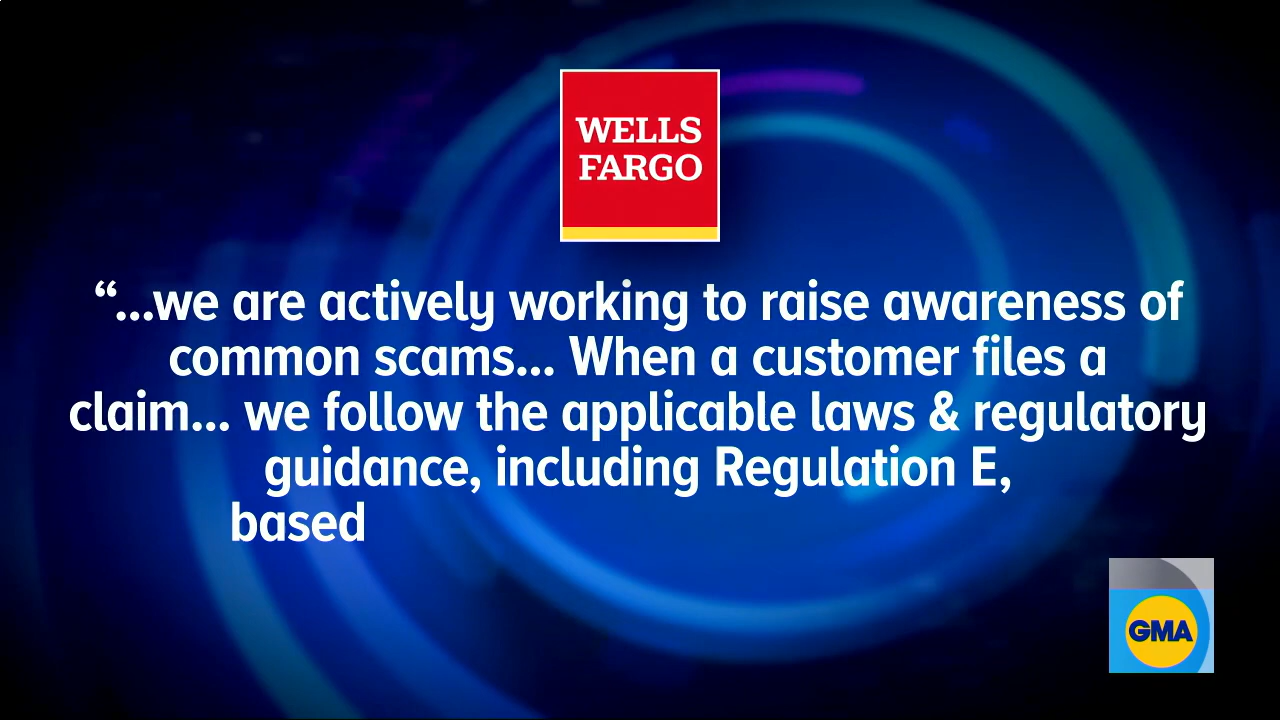 WELLS
FARGO
“...we are actively working to raise awareness of
common scams... When a customer files a
claim... we follow the applicable laws & regulatory
guidance, including Regulation E,
based
GMA